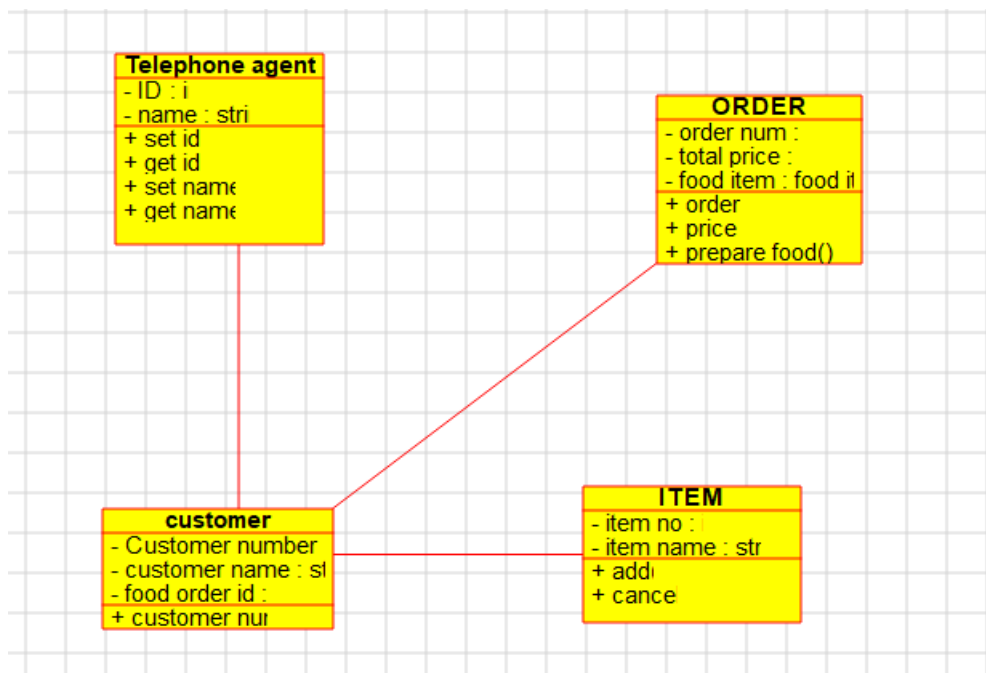 Telephone agent
- ID : i
- name : stri
+ set id
+ get id
+ set name
+ get name
ORDER
- order num :
- total price :
- food item : food it
+ order
+ price
+ prepare food()
customer
- Customer number
- customer name : st
- food order id :
+ customer nur
ITEM
- item no :
- item name : str
+ add(
+ cancel